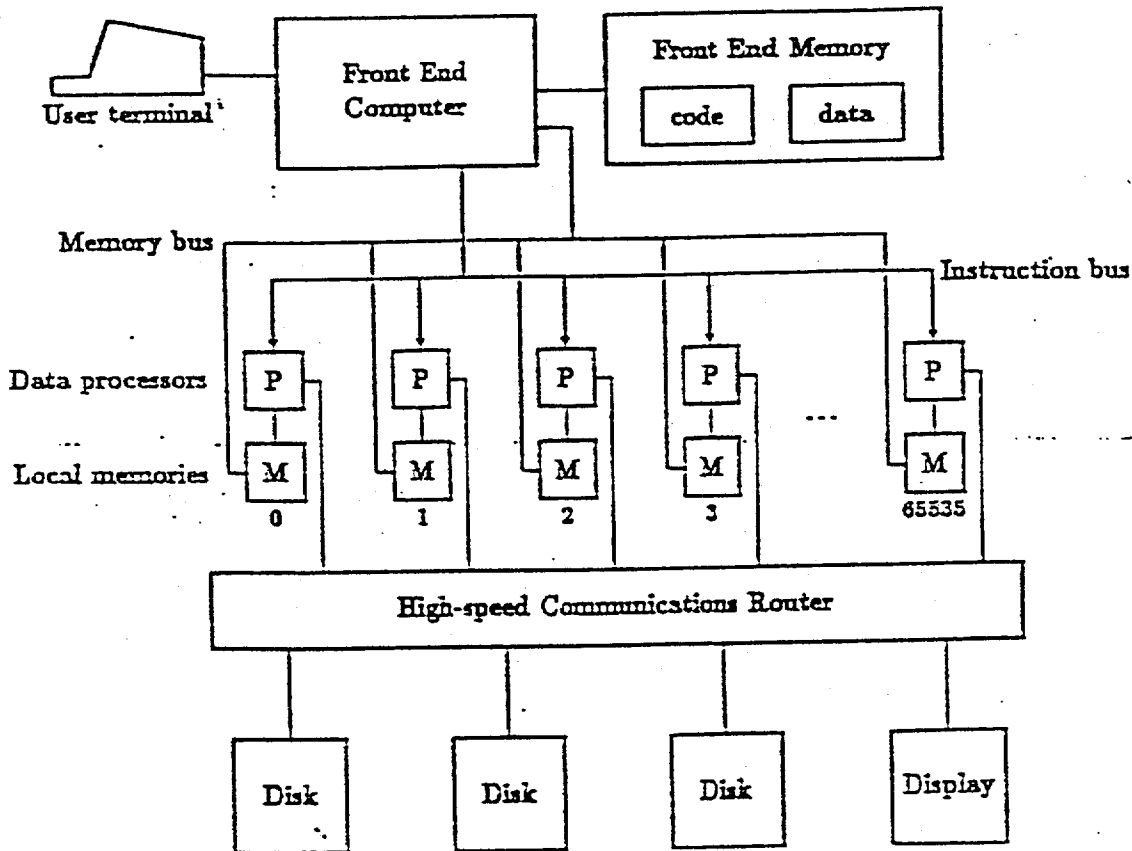 Front End Memory
Front End
Computer
code
data
User terminal
Memory bus
Instruction bus
Data processors
P
P
P
P
P
...
Local memories
M
M
M
M
M
0
1
2
3
65535
High-speed Communications Router
Disk
Disk
Disk
Display